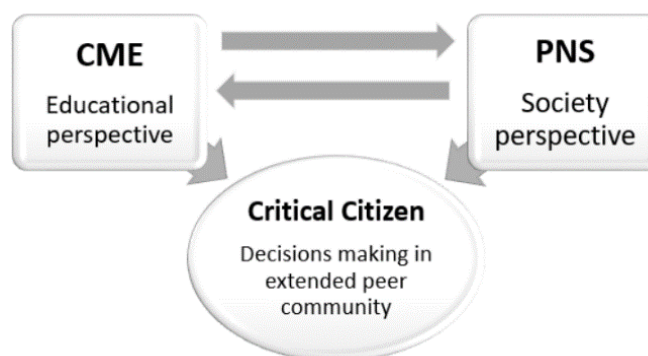 CME
Educational
perspective
PNS
Society
perspective
Critical Citizen
Decisions making in
extended peer
community